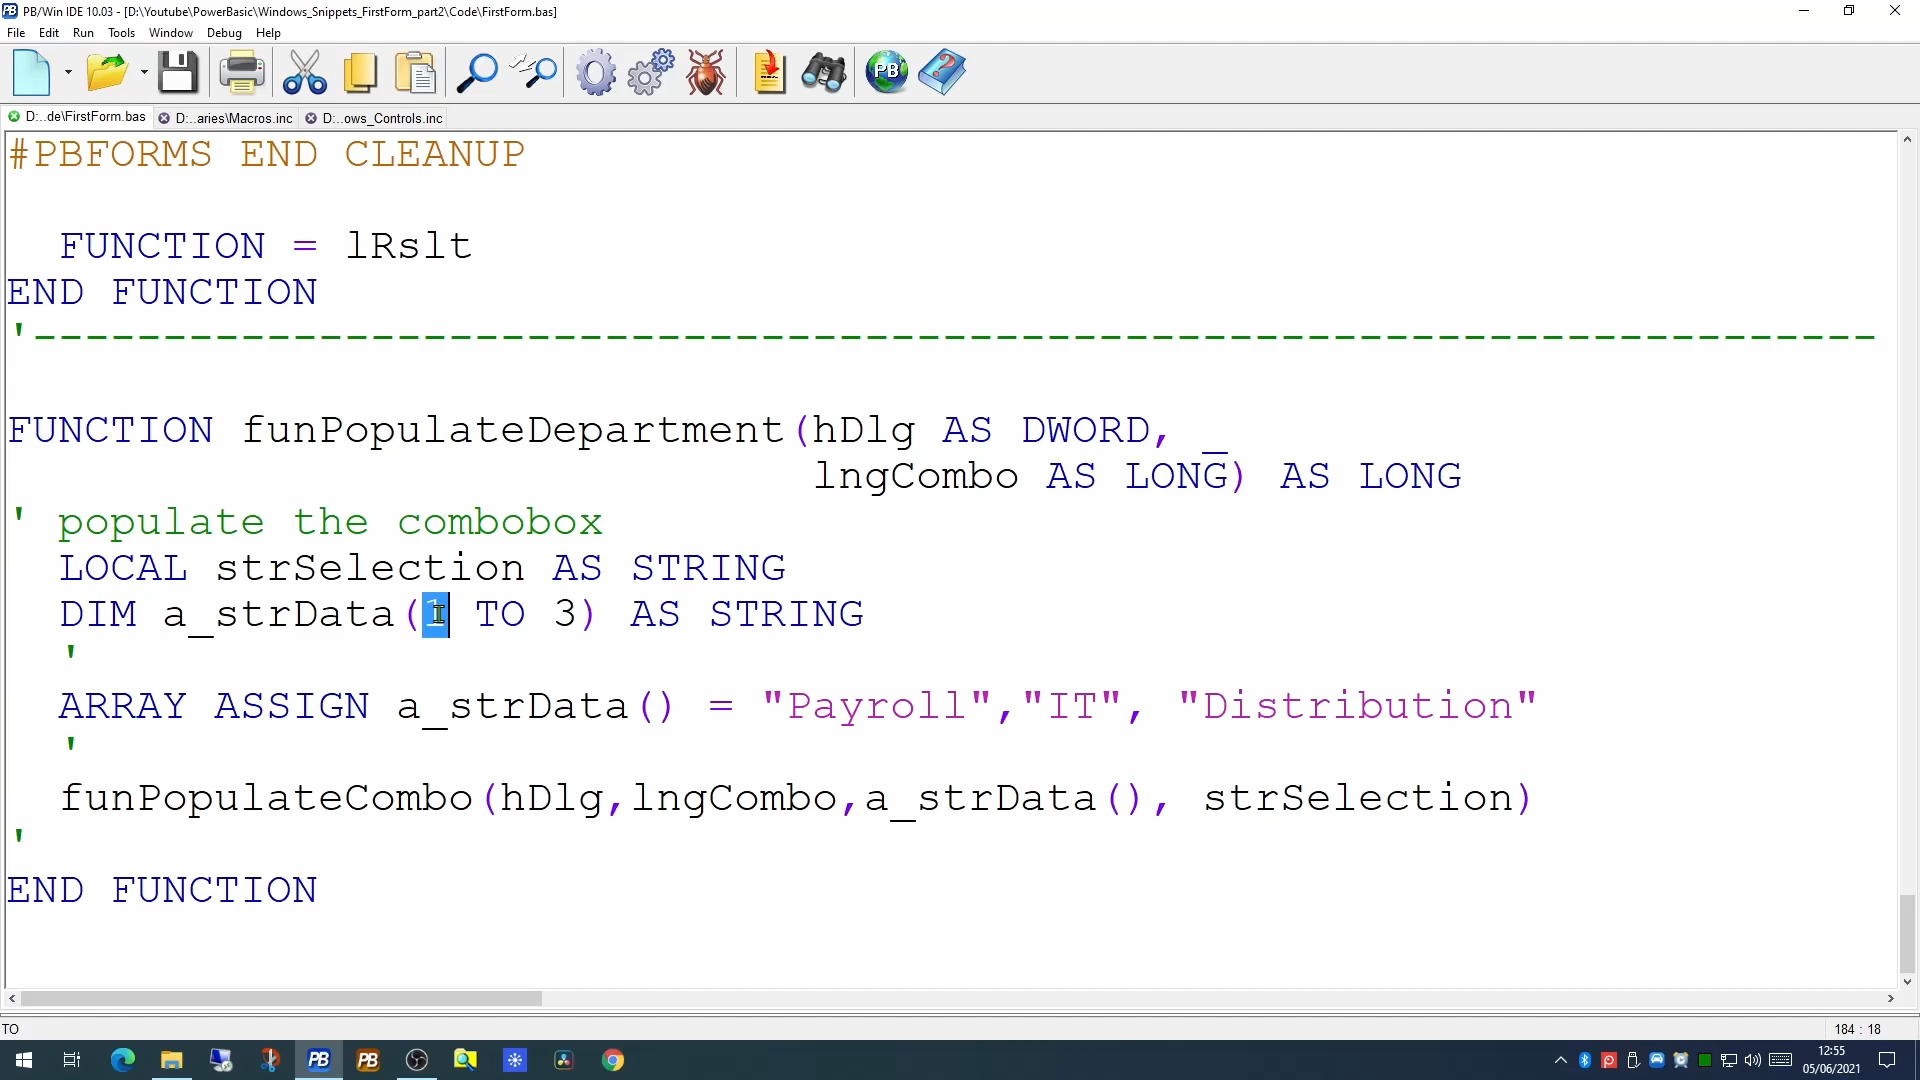 PB/Win IDE 10.03 - [D:\Youtube\PowerBasic\Windows_Snippets_FirstForm_part2\Code\FirstForm.bas]
File Edit Run Tools Window Debug Help
PB
D:..de\FirstForm.bas D:..aries\Macros.inc D:..ows_Controls.inc
#PBFORMS END CLEANUP
FUNCTION = lRslt
END FUNCTION
'-----------------------------------------------------------------------
FUNCTION funPopulateDepartment(hDlg AS DWORD, _
lngCombo AS LONG) AS LONG
' populate the combobox
LOCAL strSelection AS STRING
DIM a_strData(1 TO 3) AS STRING
'
ARRAY ASSIGN a_strData() = "Payroll","IT", "Distribution"
'
funPopulateCombo(hDlg,lngCombo,a_strData(), strSelection)
'
END FUNCTION
TO 184 : 18
PB PB 12:55
05/06/2021